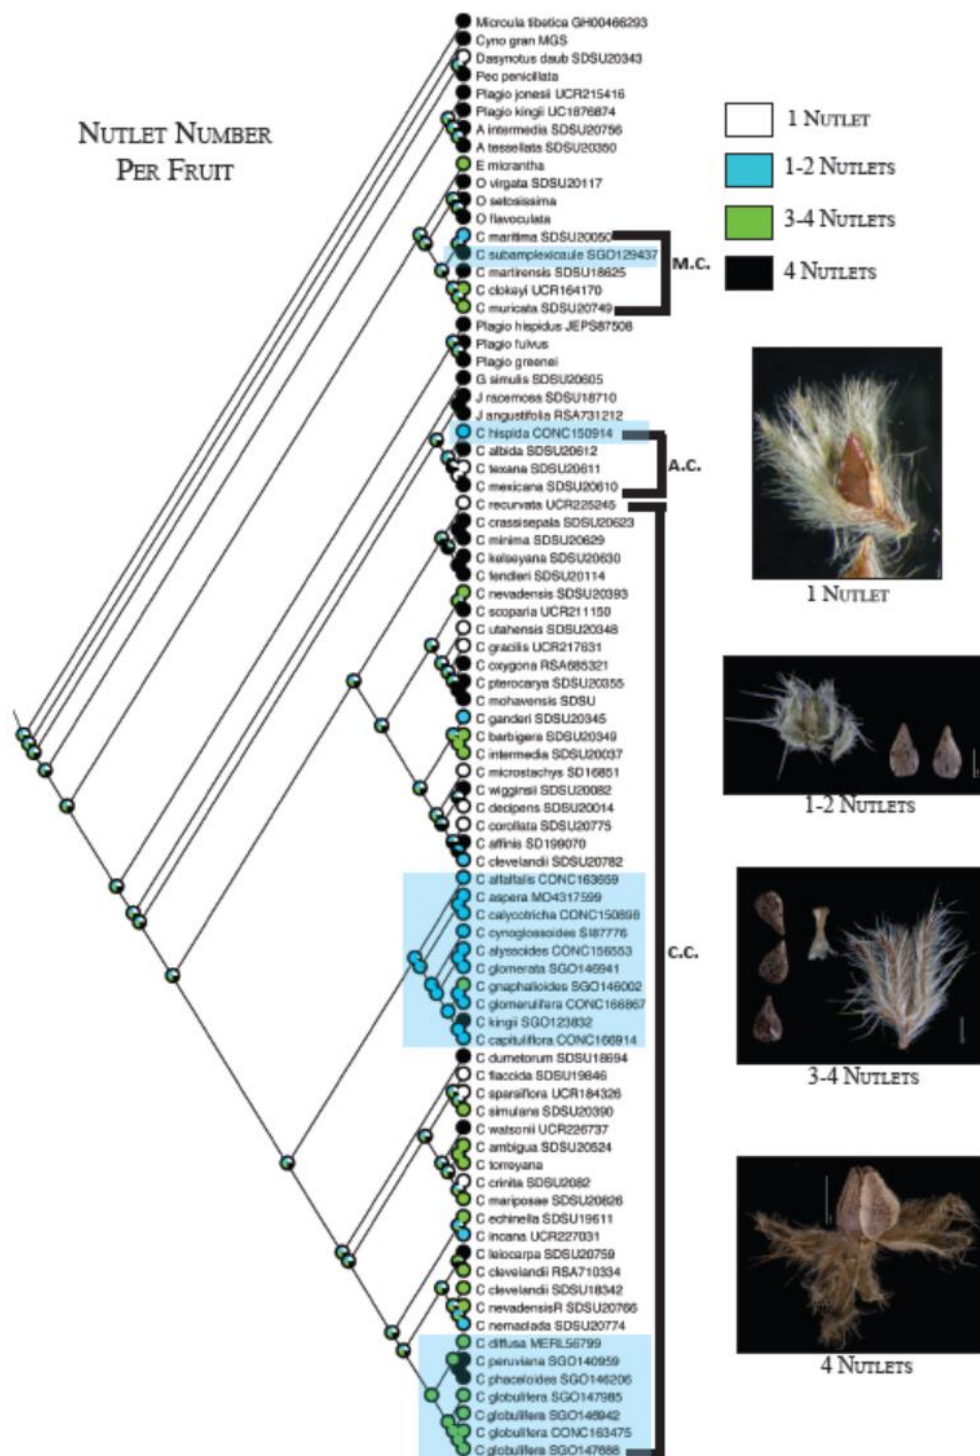 NUTLET NUMBER
PER FRUIT
Microula tibetica GH00466293
Cyno gran MGS
Dasynotus daub SDSU20343
Pec penicillata
Plagio jonesii UCR215416
Plagio kingii UC1876874
A intermedia SDSU20756
A tessellata SDSU20350
E micrantha
O virgata SDSU20117
O setosissima
O flavoculata
C maritima SDSU20050
C subamplexicaule SGO129437
C martirensis SDSU18625
C clokeyi UCR164170
C muricata SDSU20749
Plagio hispidus JEPS87508
Plagio fulvus
Plagio greenei
G simulis SDSU20605
J racemosa SDSU18710
J angustifolia RSA731212
C hispida CONC150914
C albida SDSU20612
C texana SDSU20611
C mexicana SDSU20610
C recurvata UCR225245
C crassisepala SDSU20623
C minima SDSU20629
C kelseyana SDSU20630
C fendleri SDSU20114
C nevadensis SDSU20393
C scoparia UCR211150
C utahensis SDSU20348
C gracilis UCR217631
C oxygona RSA685321
C pterocarya SDSU20355
C mohavensis SDSU
C ganderi SDSU20345
C barbigera SDSU20349
C intermedia SDSU20037
C microstachys SD16851
C wigginsii SDSU20082
C decipens SDSU20014
C corollata SDSU20775
C affinis SD199070
C clevelandii SDSU20782
C alfalfalis CONC163659
C aspera MO4317599
C calycotricha CONC150898
C cynoglossoides SI87776
C alyssoides CONC156553
C glomerata SGO146941
C gnaphalioides SGO146002
C glomerulifera CONC166867
C kingii SGO123832
C capituliflora CONC166914
C dumetorum SDSU18694
C flaccida SDSU19846
C sparsiflora UCR184326
C simulans SDSU20390
C watsonii UCR226737
C ambigua SDSU20524
C torreyana
C crinita SDSU2082
C mariposae SDSU20826
C echinella SDSU19611
C incana UCR227031
C leiocarpa SDSU20759
C clevelandii RSA710334
C clevelandii SDSU18342
C nevadensisR SDSU20766
C nemaclada SDSU20774
C diffusa MERL56799
C peruviana SGO140959
C phaceloides SGO146206
C globulifera SGO147985
C globulifera SGO146942
C globulifera CONC163475
C globulifera SGO147688
M.C.
A.C.
C.C.
1 NUTLET
1-2 NUTLETS
3-4 NUTLETS
4 NUTLETS
1 NUTLET
1-2 NUTLETS
3-4 NUTLETS
4 NUTLETS